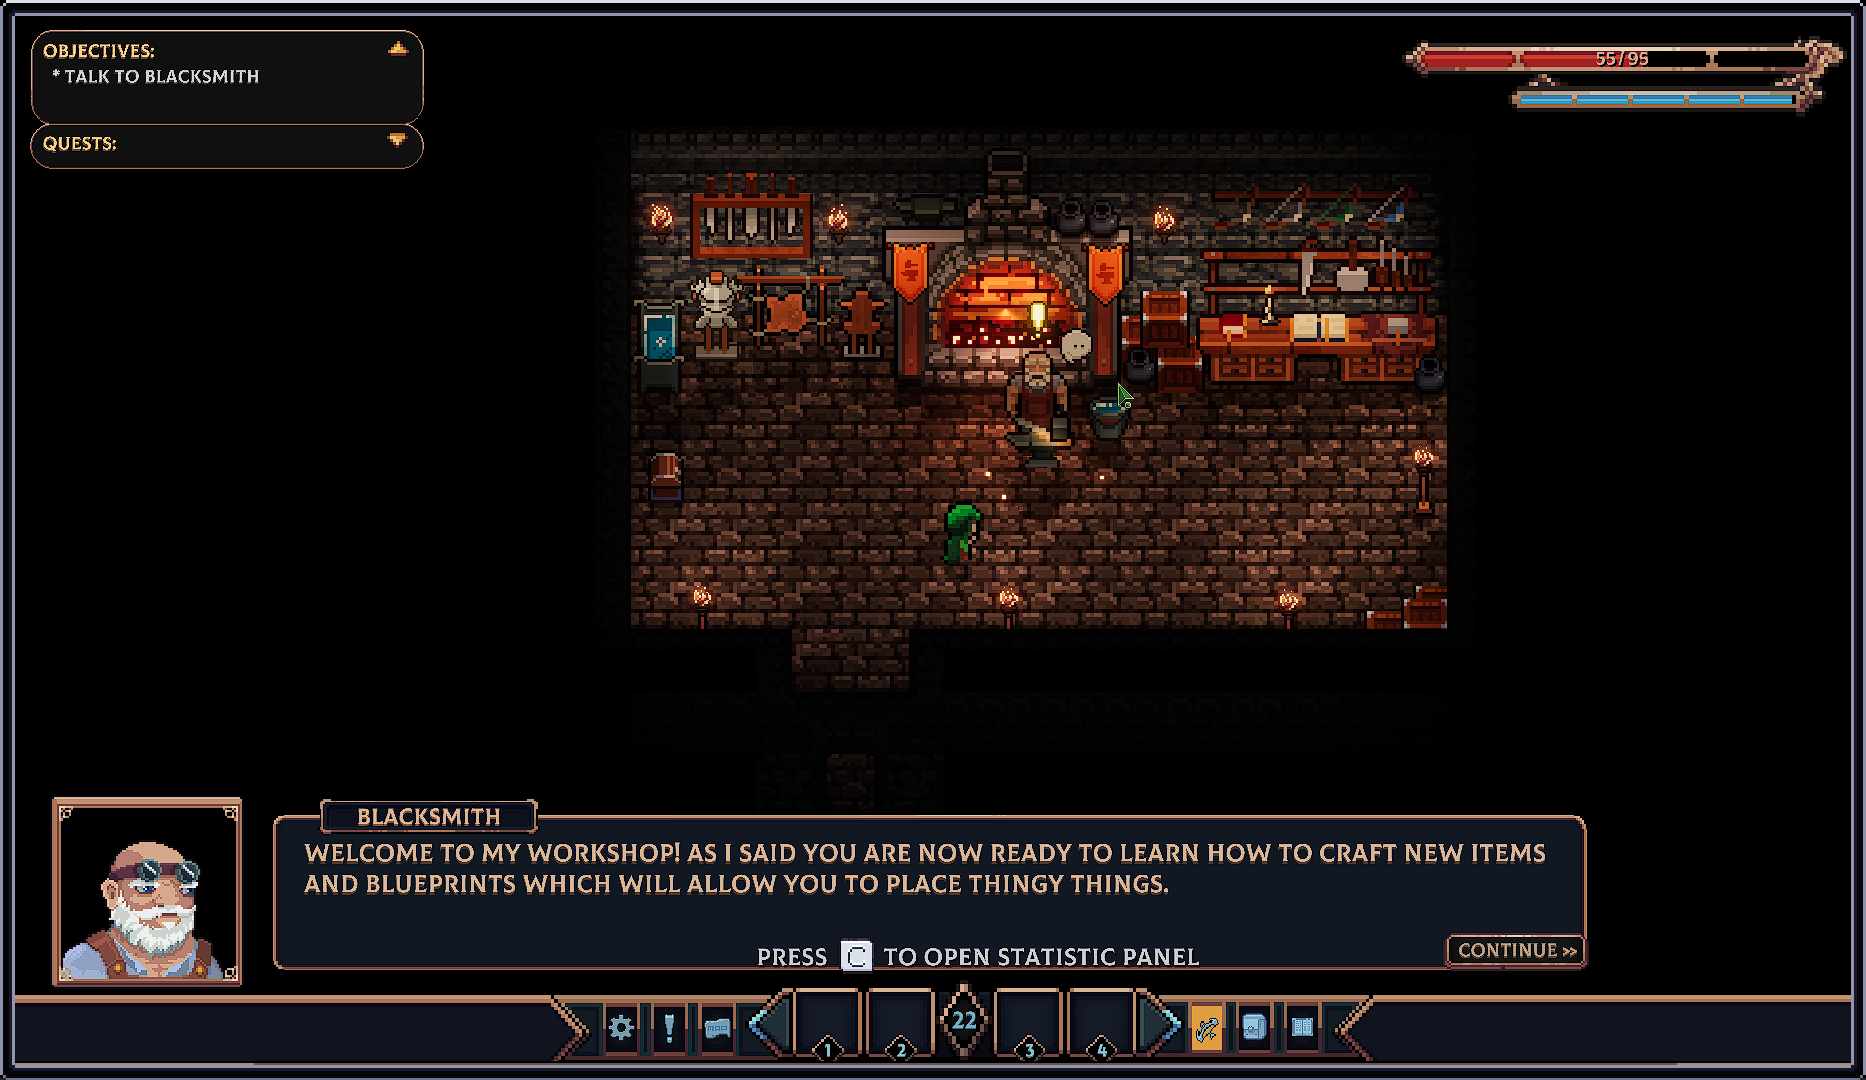 OBJECTIVES:
* TALK TO BLACKSMITH
QUESTS:
55/95
BLACKSMITH
WELCOME TO MY WORKSHOP! AS I SAID YOU ARE NOW READY TO LEARN HOW TO CRAFT NEW ITEMS
AND BLUEPRINTS WHICH WILL ALLOW YOU TO PLACE THINGY THINGS.
PRESS C TO OPEN STATISTIC PANEL
CONTINUE »
MAP
1
2
22
3
4